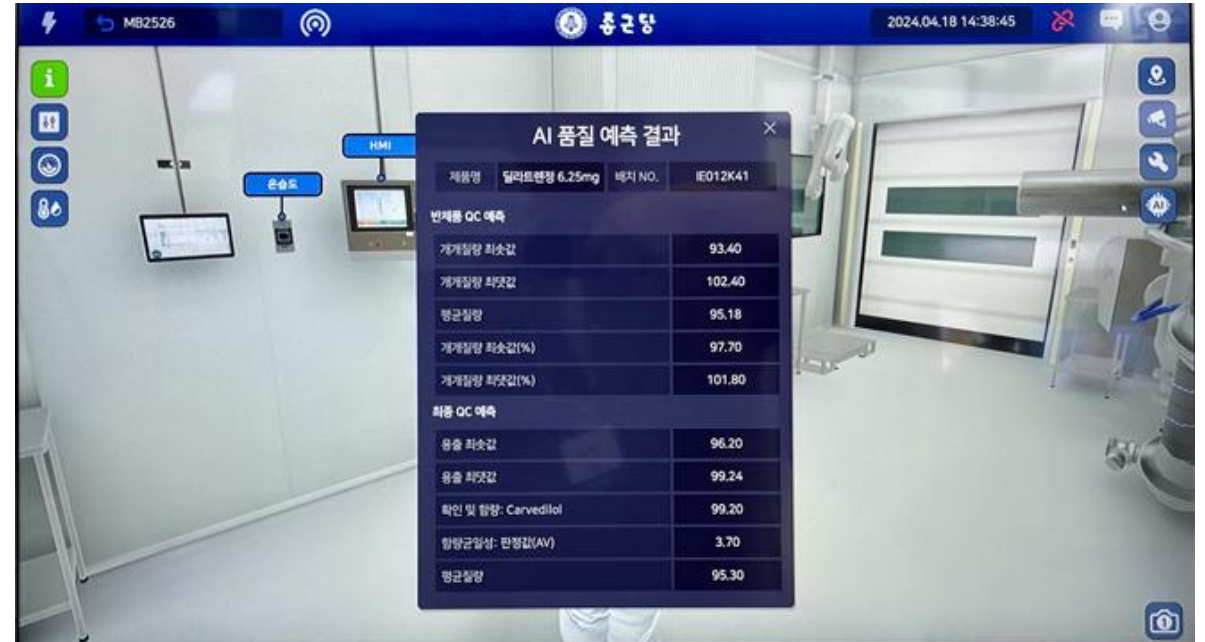 MB2526
종근당
2024.04.18 14:38:45
i
HMI
온습도
AI
AI 품질 예측 결과
제품명 딜라트렌정 6.25mg 배치 NO. IE012K41
반제품 QC 예측
개개질량 최솟값 93.40
개개질량 최댓값 102.40
평균질량 95.18
개개질량 최솟값(%) 97.70
개개질량 최댓값(%) 101.80
최종 QC 예측
용출 최솟값 96.20
용출 최댓값 99.24
확인 및 함량: Carvedilol 99.20
함량균일성: 판정값(AV) 3.70
평균질량 95.30